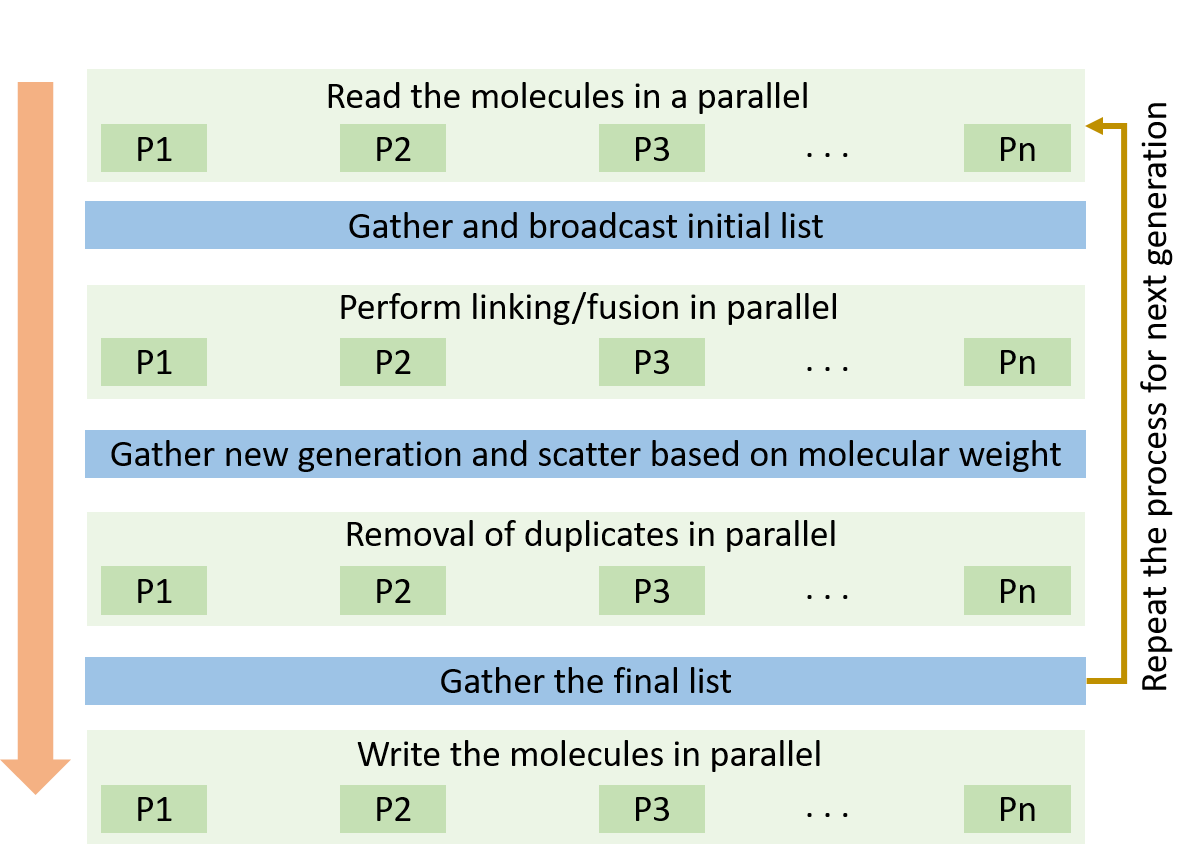 Read the molecules in a parallel
P1 P2 P3 . . . Pn
Gather and broadcast initial list
Perform linking/fusion in parallel
P1 P2 P3 . . . Pn
Gather new generation and scatter based on molecular weight
Removal of duplicates in parallel
P1 P2 P3 . . . Pn
Gather the final list
Write the molecules in parallel
P1 P2 P3 . . . Pn
Repeat the process for next generation